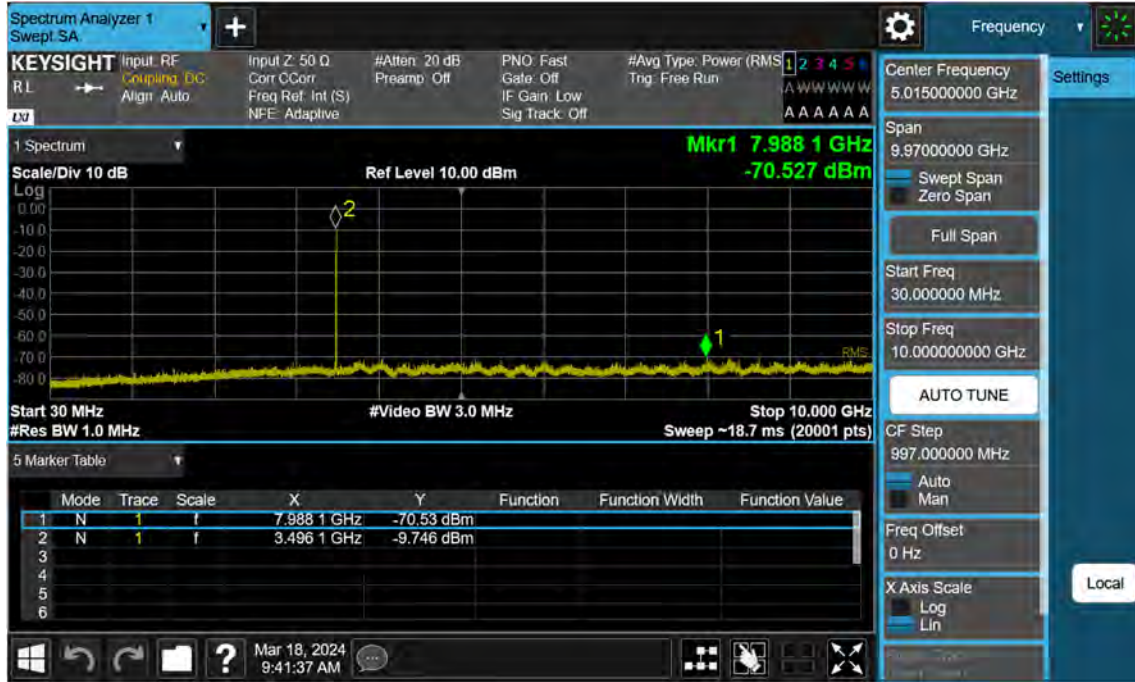 Spectrum Analyzer 1
Swept SA
Frequency
KEYSIGHT
RL
LXI
Input: RF
Coupling: DC
Align: Auto
Input Z: 50 Ω
Corr CCorr
Freq Ref: Int (S)
NFE: Adaptive
#Atten: 20 dB
Preamp: Off
PNO: Fast
Gate: Off
IF Gain: Low
Sig Track: Off
#Avg Type: Power (RMS
Trig: Free Run
1 2 3 4 5 6
A W W W W W
A A A A A A
1 Spectrum
Scale/Div 10 dB
Ref Level 10.00 dBm
Mkr1 7.988 1 GHz
-70.527 dBm
Log
0.00
-10.0
-20.0
-30.0
-40.0
-50.0
-60.0
-70.0
-80.0
2
1
RMS
Start 30 MHz
#Video BW 3.0 MHz
Stop 10.000 GHz
#Res BW 1.0 MHz
Sweep ~18.7 ms (20001 pts)
5 Marker Table
Mode Trace Scale X Y Function Function Width Function Value
1 N 1 f 7.988 1 GHz -70.53 dBm
2 N 1 f 3.496 1 GHz -9.746 dBm
3
4
5
6
Mar 18, 2024
9:41:37 AM
?
Center Frequency
5.015000000 GHz
Settings
Span
9.97000000 GHz
Swept Span
Zero Span
Full Span
Start Freq
30.000000 MHz
Stop Freq
10.000000000 GHz
AUTO TUNE
CF Step
997.000000 MHz
Auto
Man
Freq Offset
0 Hz
X Axis Scale
Log
Lin
Local